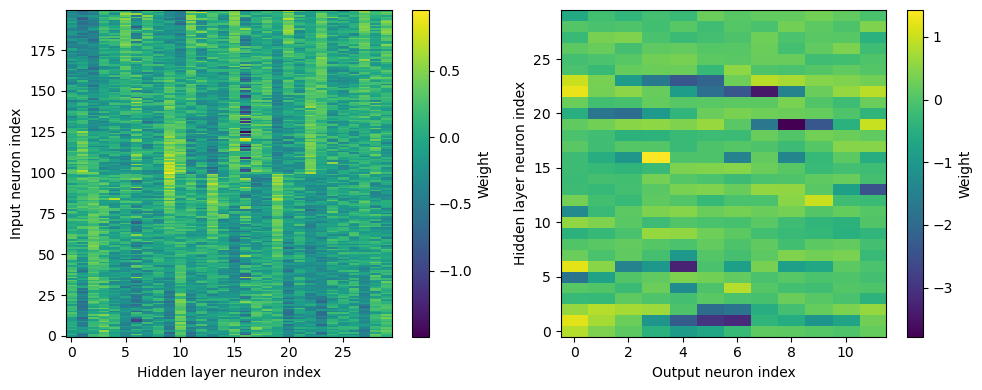 Input neuron index
175
150
125
100
75
50
25
0
0 5 10 15 20 25
Hidden layer neuron index
0.5
0.0
−0.5
−1.0
Weight
Hidden layer neuron index
25
20
15
10
5
0
0 2 4 6 8 10
Output neuron index
1
0
−1
−2
−3
Weight